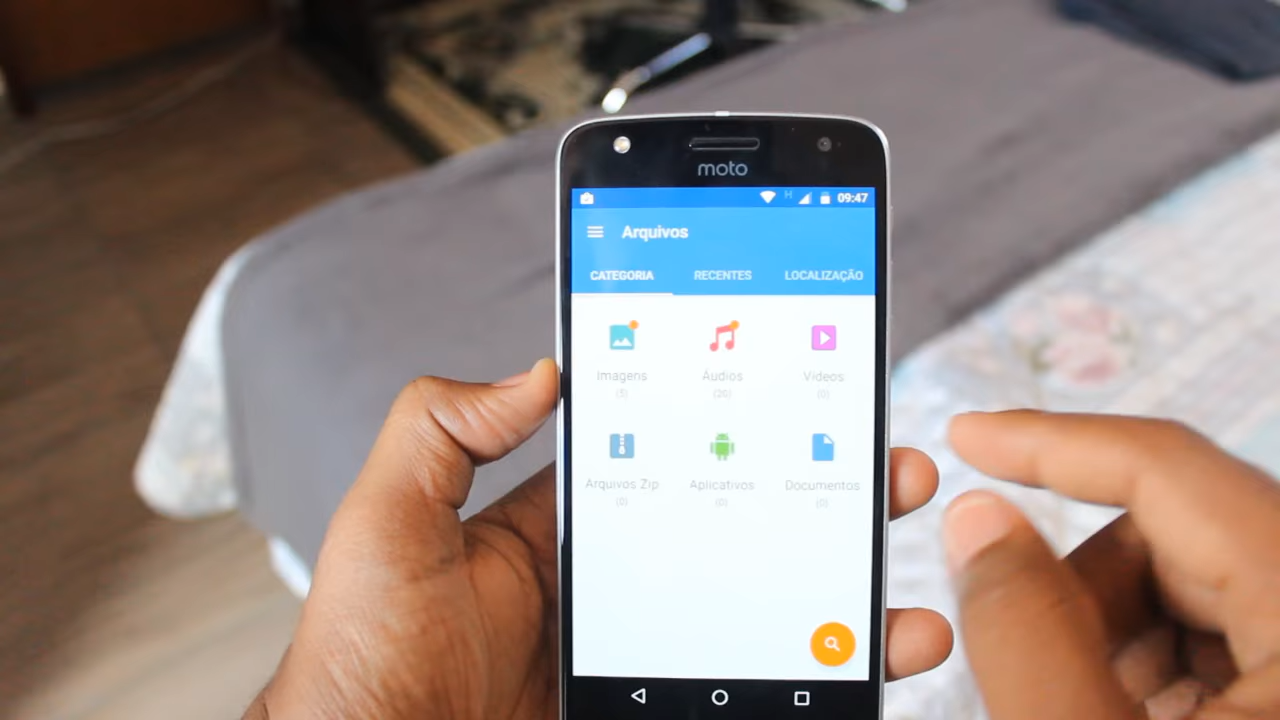 moto
H 09:47
Arquivos
CATEGORIA RECENTES LOCALIZAÇÃO
Imagens Áudios Vídeos
(5) (20) (0)
Arquivos Zip Aplicativos Documentos
(0) (0) (0)